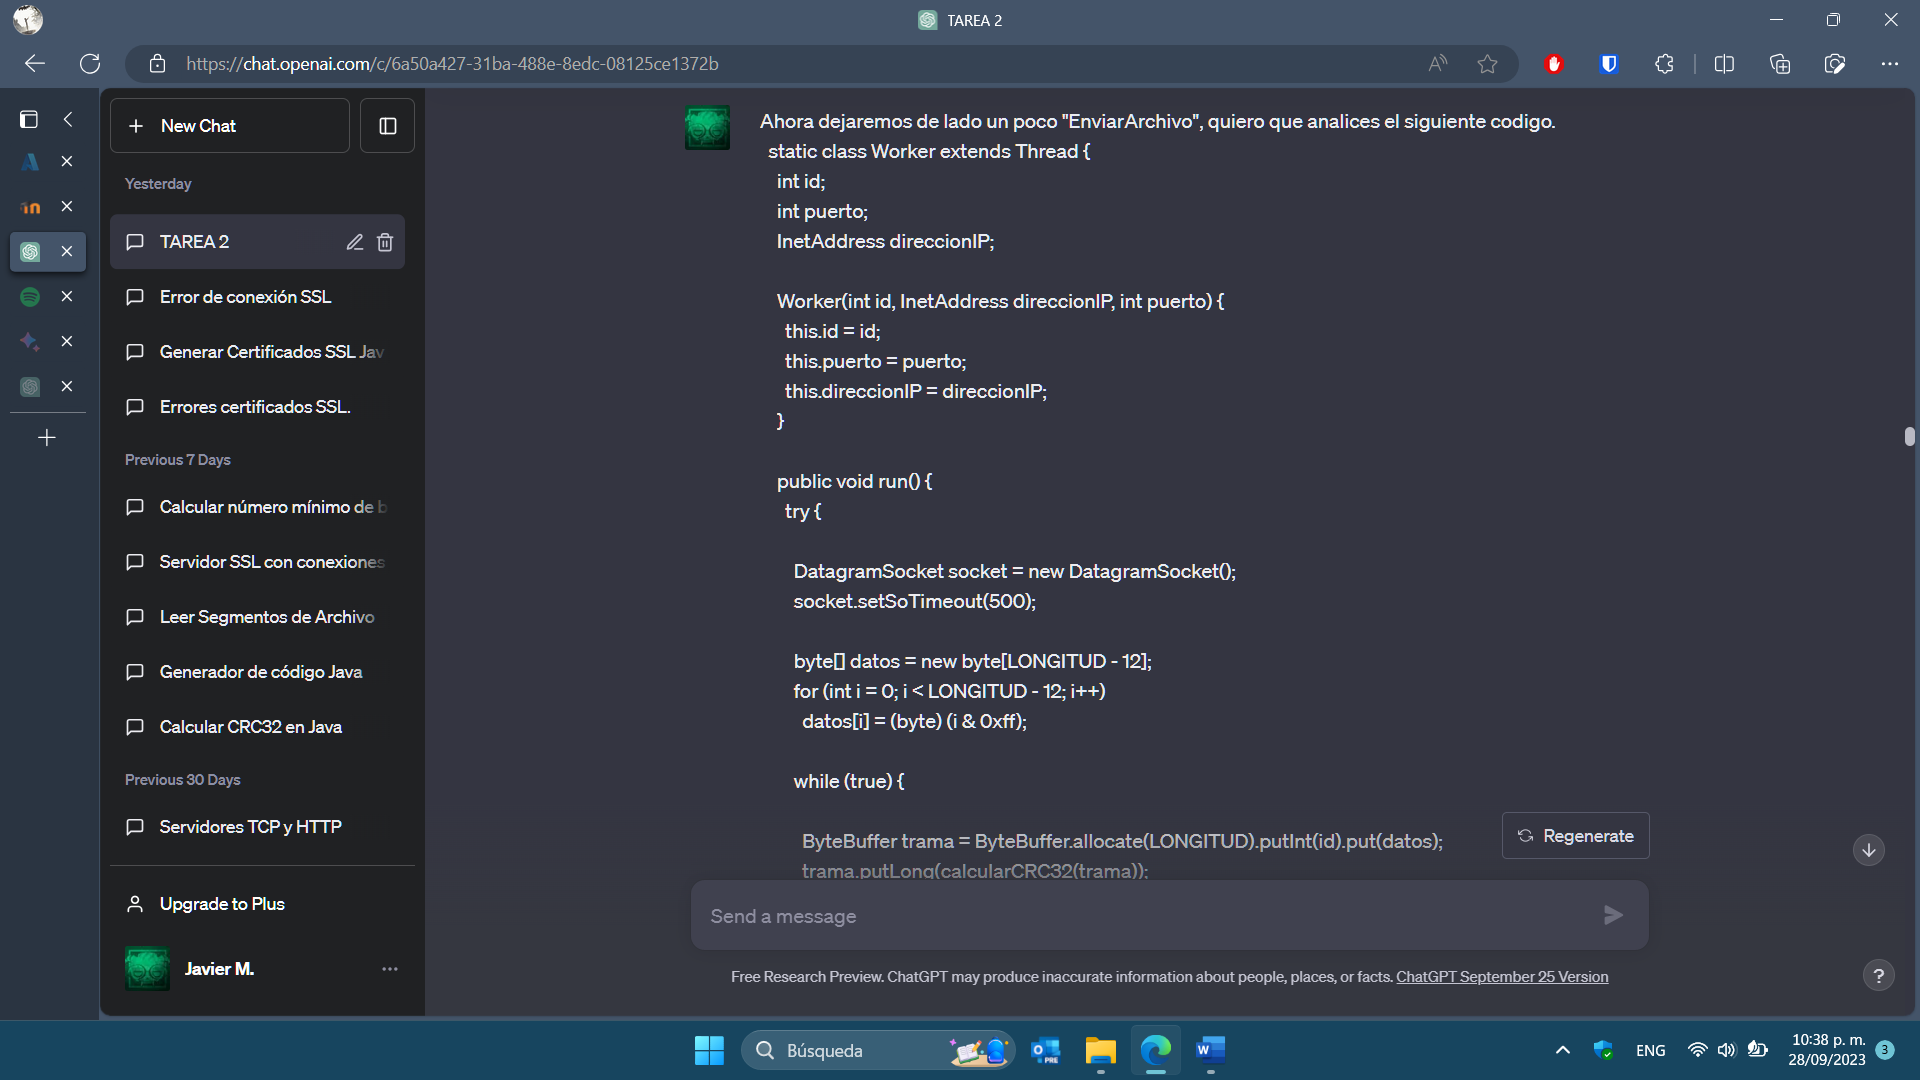 TAREA 2
https://chat.openai.com/c/6a50a427-31ba-488e-8edc-08125ce1372b
New Chat
Yesterday
TAREA 2
Error de conexión SSL
Generar Certificados SSL Jav
Errores certificados SSL.
Previous 7 Days
Calcular número mínimo de b
Servidor SSL con conexiones
Leer Segmentos de Archivo
Generador de código Java
Calcular CRC32 en Java
Previous 30 Days
Servidores TCP y HTTP
Upgrade to Plus
Javier M.
Ahora dejaremos de lado un poco "EnviarArchivo", quiero que analices el siguiente codigo.
static class Worker extends Thread {
int id;
int puerto;
InetAddress direccionIP;
Worker(int id, InetAddress direccionIP, int puerto) {
this.id = id;
this.puerto = puerto;
this.direccionIP = direccionIP;
}
public void run() {
try {
DatagramSocket socket = new DatagramSocket();
socket.setSoTimeout(500);
byte[] datos = new byte[LONGITUD - 12];
for (int i = 0; i < LONGITUD - 12; i++)
datos[i] = (byte) (i & 0xff);
while (true) {
ByteBuffer trama = ByteBuffer.allocate(LONGITUD).putInt(id).put(datos);
trama.putLong(calcularCRC32(trama));
Regenerate
Send a message
Free Research Preview. ChatGPT may produce inaccurate information about people, places, or facts. ChatGPT September 25 Version
?
Búsqueda
ENG
10:38 p. m.
28/09/2023
3